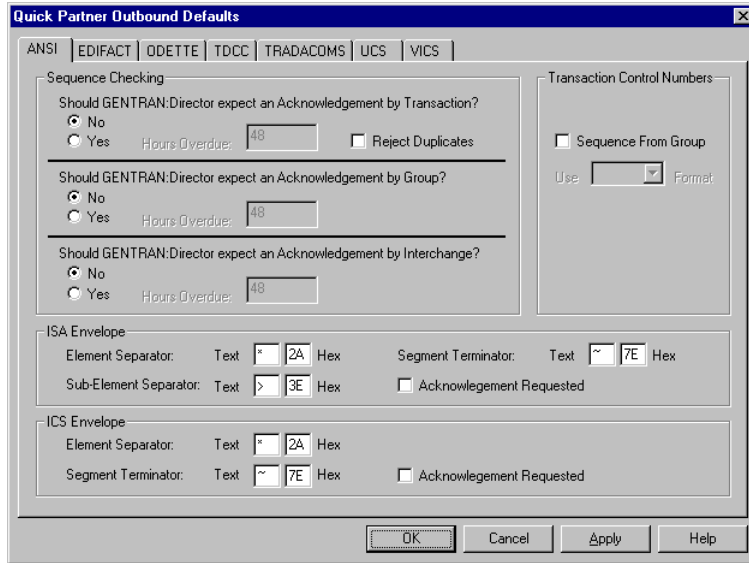 Quick Partner Outbound Defaults
ANSI EDIFACT ODETTE TDCC TRADACOMS UCS VICS
Sequence Checking
Should GENTRAN:Director expect an Acknowledgement by Transaction?
No
Yes Hours Overdue: 48 Reject Duplicates
Should GENTRAN:Director expect an Acknowledgement by Group?
No
Yes Hours Overdue: 48
Should GENTRAN:Director expect an Acknowledgement by Interchange?
No
Yes Hours Overdue: 48
Transaction Control Numbers
Sequence From Group
Use Format
ISA Envelope
Element Separator: Text * 2A Hex Segment Terminator: Text ~ 7E Hex
Sub-Element Separator: Text > 3E Hex Acknowlegement Requested
ICS Envelope
Element Separator: Text * 2A Hex
Segment Terminator: Text ~ 7E Hex Acknowlegement Requested
OK Cancel Apply Help